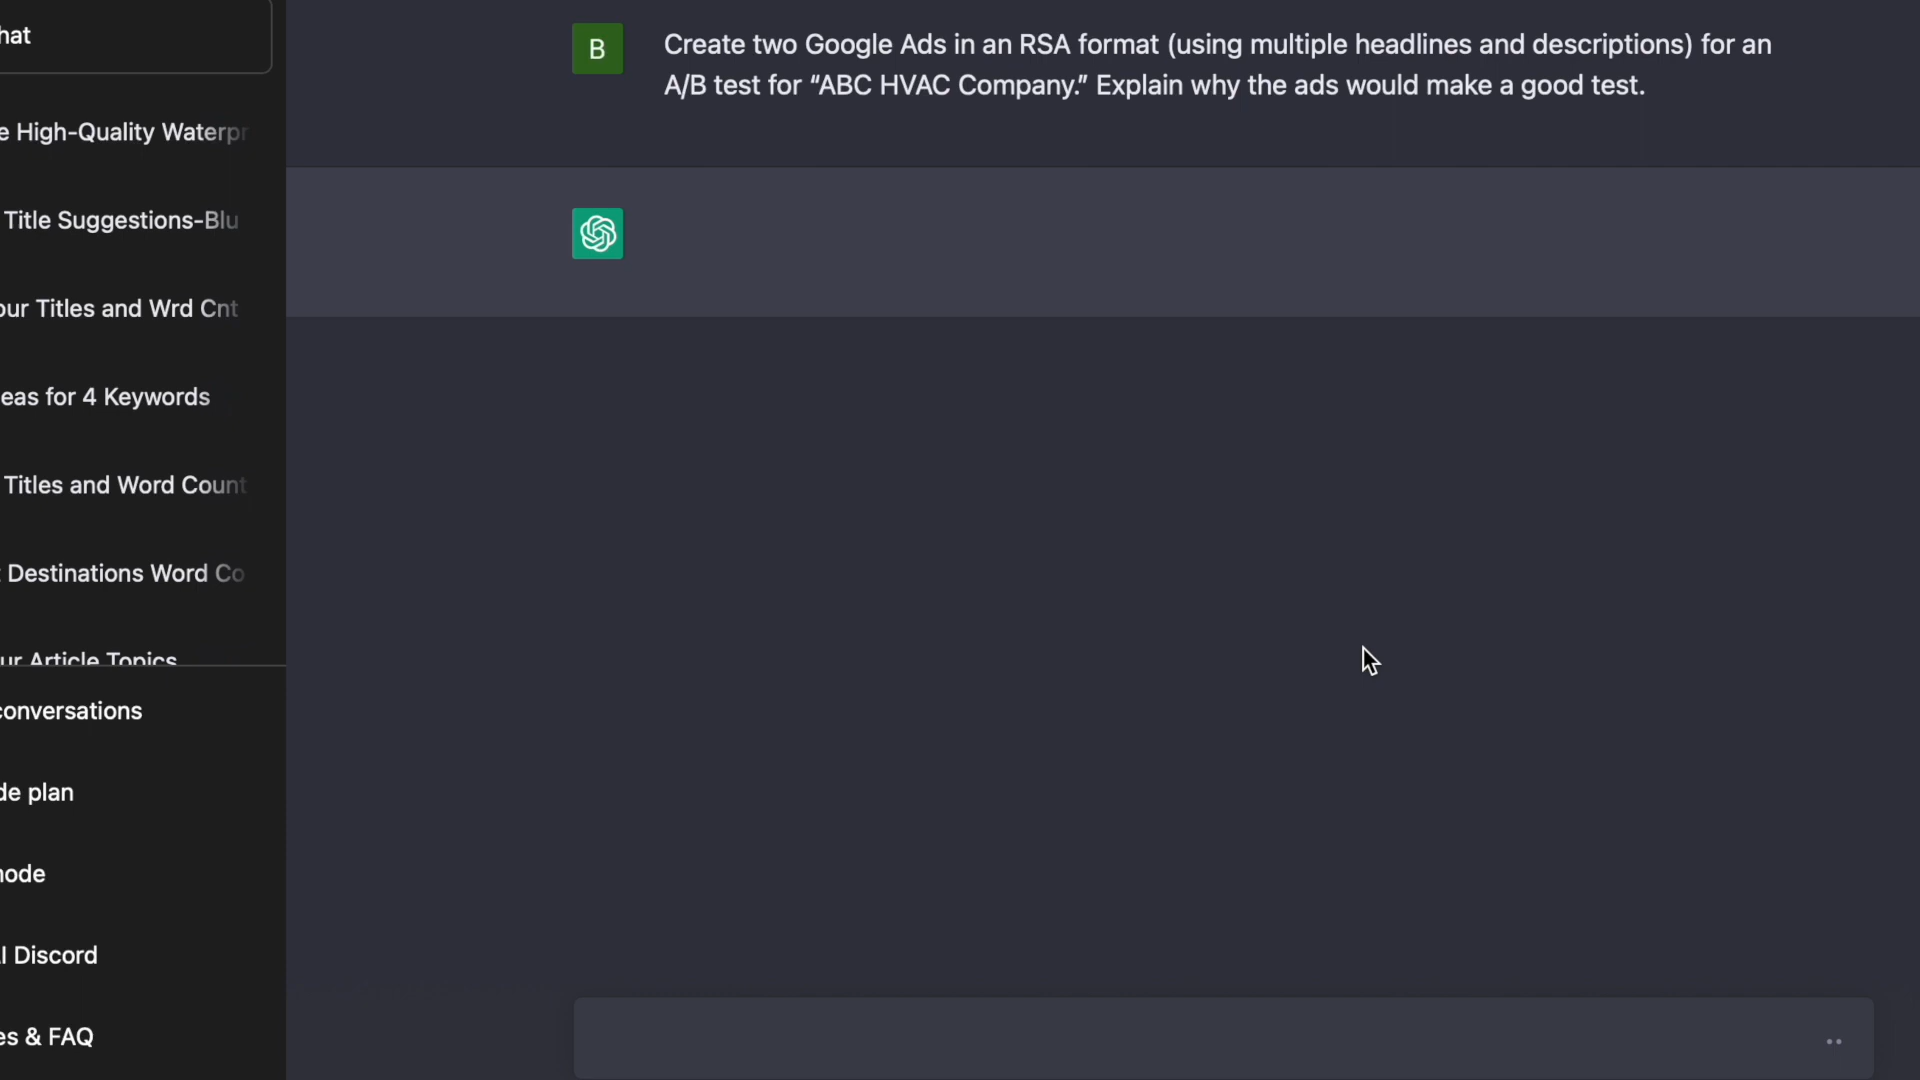 hat
e High-Quality Waterpr
Title Suggestions-Blu
our Titles and Wrd Cnt
eas for 4 Keywords
Titles and Word Count
Destinations Word Co
ur Article Topics
conversations
de plan
mode
I Discord
es & FAQ
B
Create two Google Ads in an RSA format (using multiple headlines and descriptions) for an
A/B test for “ABC HVAC Company.” Explain why the ads would make a good test.